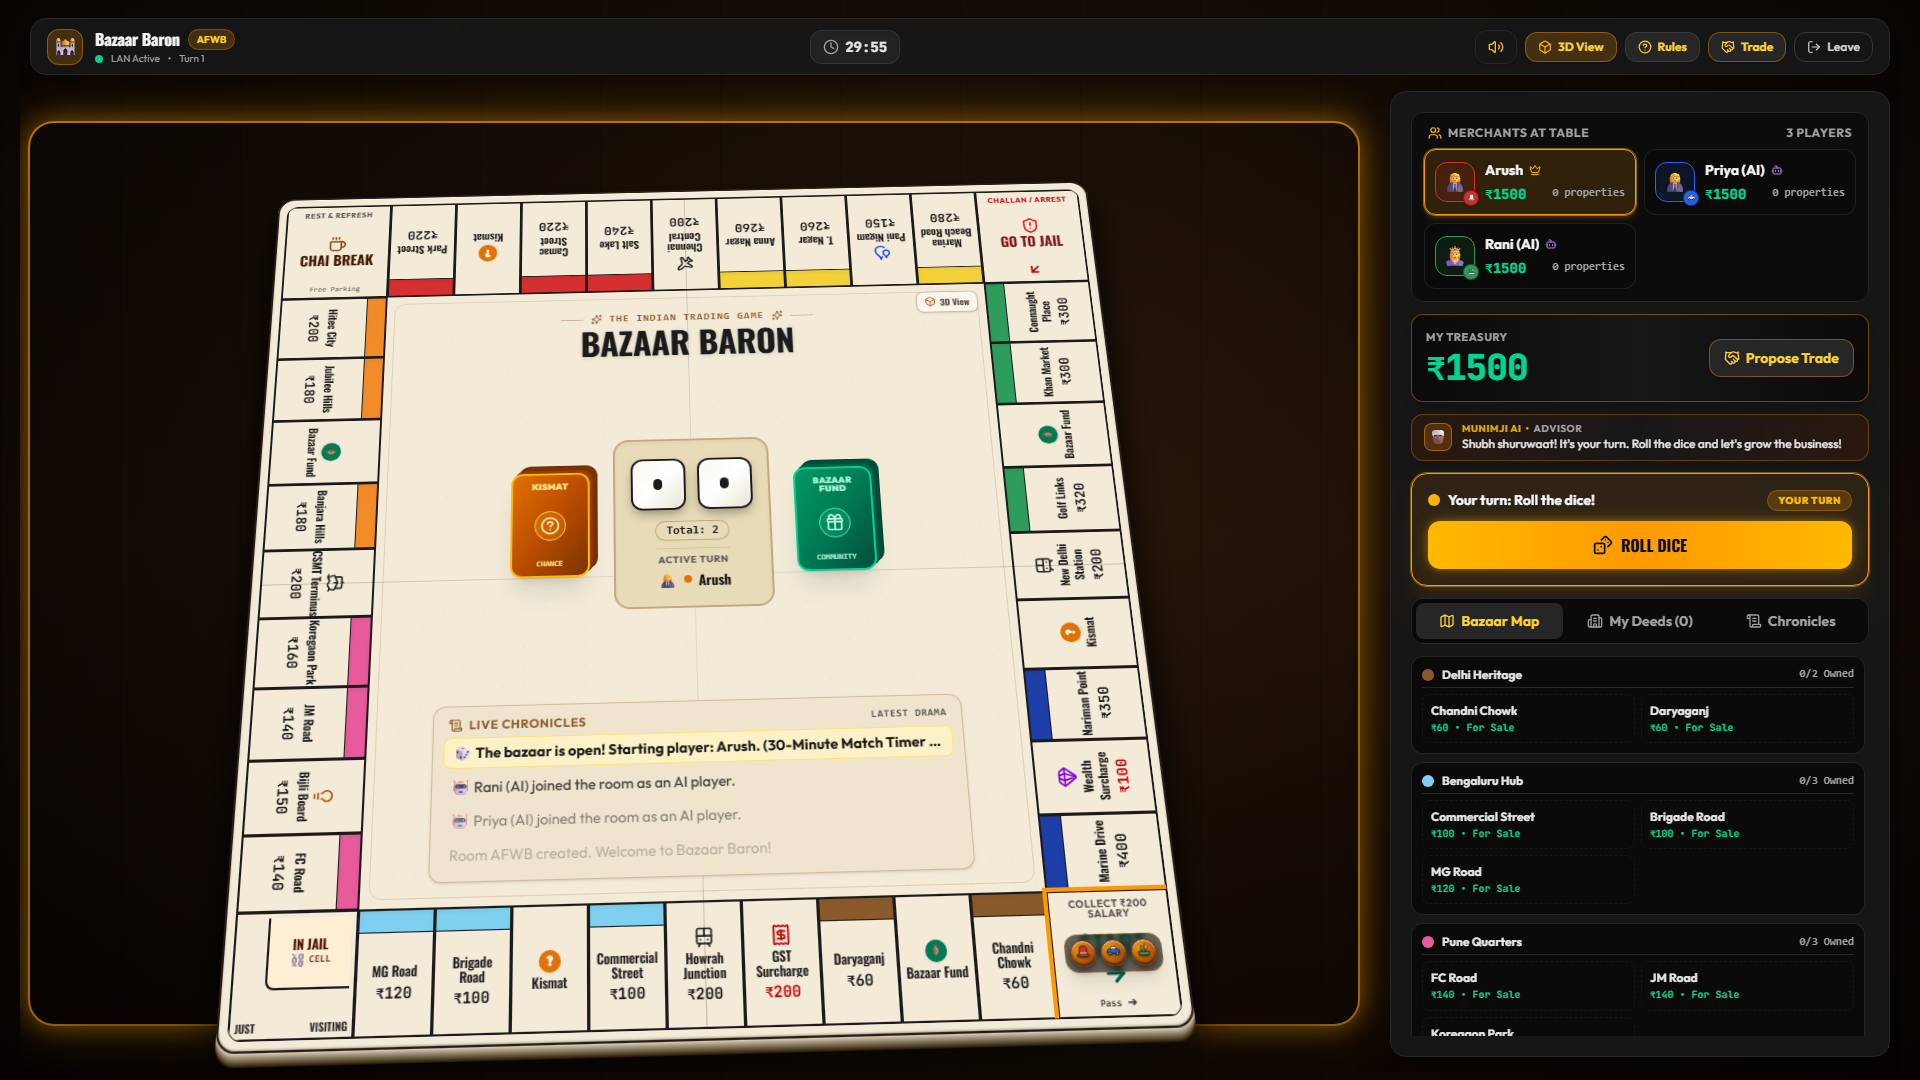 Bazaar Baron AFWB
LAN Active • Turn 1
29:55
3D View
Rules
Trade
Leave
REST & REFRESH
CHAI BREAK
Free Parking
Park Street
₹220
Kismat
Camac Street
₹220
Salt Lake
₹240
Chennai Central
₹200
Anna Nagar
₹260
T. Nagar
₹260
Pani Nigam
₹150
Marina Beach Road
₹280
CHALLAN / ARREST
GO TO JAIL
Hitec City
₹200
Jubilee Hills
₹180
Bazaar Fund
Banjara Hills
₹180
CSMT Terminus
₹200
Koregaon Park
₹160
JM Road
₹140
Bijli Board
₹150
FC Road
₹140
3D View
THE INDIAN TRADING GAME
BAZAAR BARON
KISMAT
CHANCE
Total: 2
ACTIVE TURN
Arush
BAZAAR
FUND
COMMUNITY
LIVE CHRONICLES
LATEST DRAMA
The bazaar is open! Starting player: Arush. (30-Minute Match Timer ...
Rani (AI) joined the room as an AI player.
Priya (AI) joined the room as an AI player.
Room AFWB created. Welcome to Bazaar Baron!
Connaught Place
₹300
Khan Market
₹300
Bazaar Fund
Golf Links
₹320
New Delhi Station
₹200
Kismat
Nariman Point
₹350
Wealth Surcharge
₹100
Marine Drive
₹400
IN JAIL
CELL
JUST VISITING
MG Road
₹120
Brigade
Road
₹100
?
Kismat
Commercial
Street
₹100
Howrah
Junction
₹200
GST
Surcharge
₹200
Daryaganj
₹60
Bazaar Fund
Chandni
Chowk
₹60
COLLECT ₹200
SALARY
Pass →
MERCHANTS AT TABLE
3 PLAYERS
Arush
₹1500 0 properties
Priya (AI)
₹1500 0 properties
Rani (AI)
₹1500 0 properties
MY TREASURY
₹1500
Propose Trade
MUNIMJI AI • ADVISOR
Shubh shuruwaat! It's your turn. Roll the dice and let's grow the business!
Your turn: Roll the dice!
YOUR TURN
ROLL DICE
Bazaar Map
My Deeds (0)
Chronicles
Delhi Heritage
0/2 Owned
Chandni Chowk
₹60 • For Sale
Daryaganj
₹60 • For Sale
Bengaluru Hub
0/3 Owned
Commercial Street
₹100 • For Sale
Brigade Road
₹100 • For Sale
MG Road
₹120 • For Sale
Pune Quarters
0/3 Owned
FC Road
₹140 • For Sale
JM Road
₹140 • For Sale
Koregaon Park